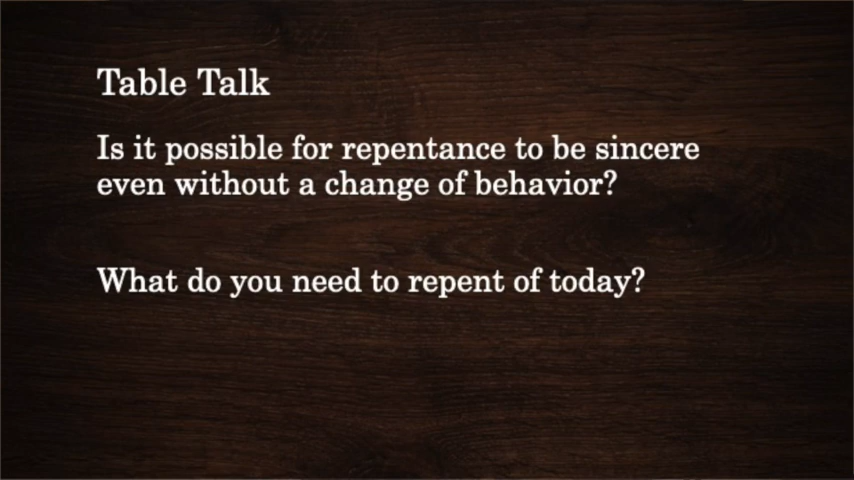 Table Talk
Is it possible for repentance to be sincere
even without a change of behavior?
What do you need to repent of today?